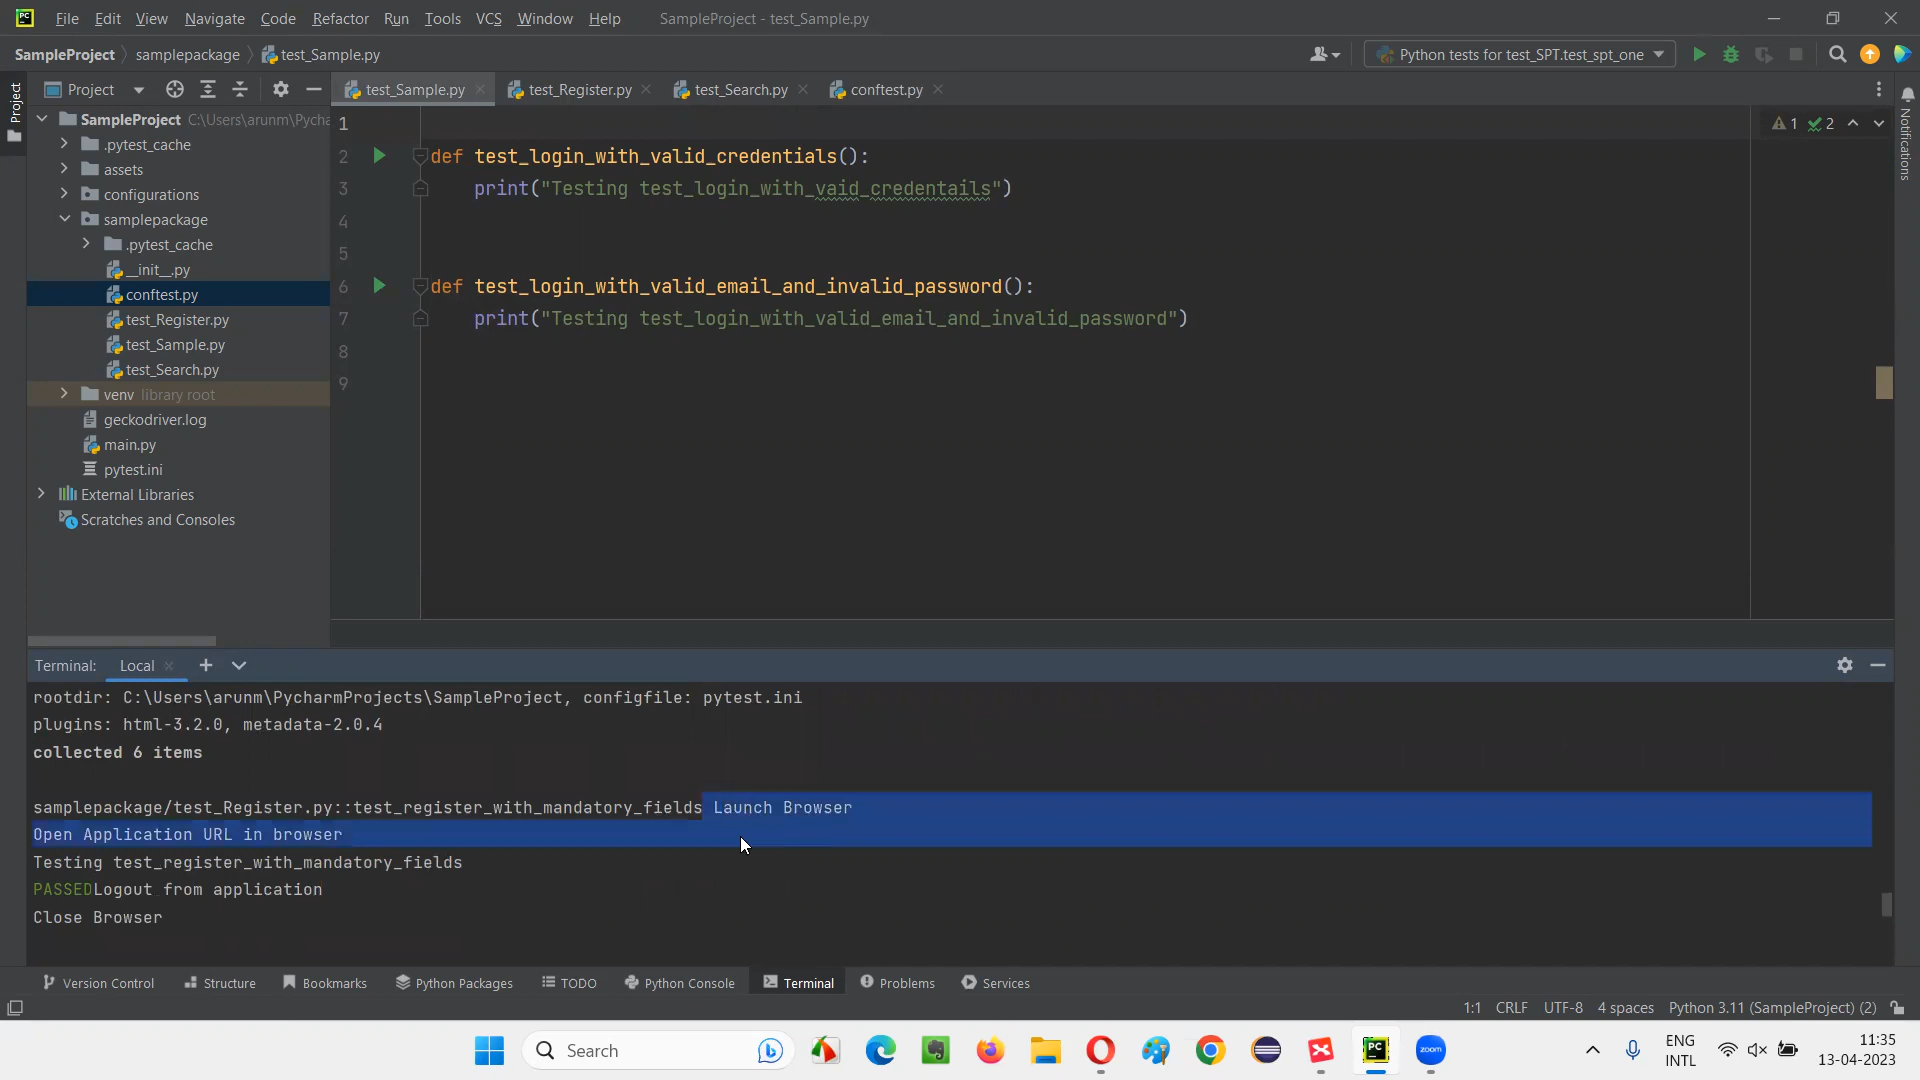 PC File Edit View Navigate Code Refactor Run Tools VCS Window Help SampleProject - test_Sample.py
SampleProject samplepackage test_Sample.py Python tests for test_SPT.test_spt_one
Project Project test_Sample.py test_Register.py test_Search.py conftest.py
SampleProject C:\Users\arunm\Pycha
.pytest_cache
assets
configurations
samplepackage
.pytest_cache
__init__.py
conftest.py
test_Register.py
test_Sample.py
test_Search.py
venv library root
geckodriver.log
main.py
pytest.ini
External Libraries
Scratches and Consoles
1
2 def test_login_with_valid_credentials():
3 print("Testing test_login_with_vaid_credentails")
4
5
6 def test_login_with_valid_email_and_invalid_password():
7 print("Testing test_login_with_valid_email_and_invalid_password")
8
9
1 2
Notifications
Terminal: Local
rootdir: C:\Users\arunm\PycharmProjects\SampleProject, configfile: pytest.ini
plugins: html-3.2.0, metadata-2.0.4
collected 6 items
samplepackage/test_Register.py::test_register_with_mandatory_fields Launch Browser
Open Application URL in browser
Testing test_register_with_mandatory_fields
PASSEDLogout from application
Close Browser
Version Control Structure Bookmarks Python Packages TODO Python Console Terminal Problems Services
1:1 CRLF UTF-8 4 spaces Python 3.11 (SampleProject) (2)
Search PC zoom ENG 11:35
INTL 13-04-2023